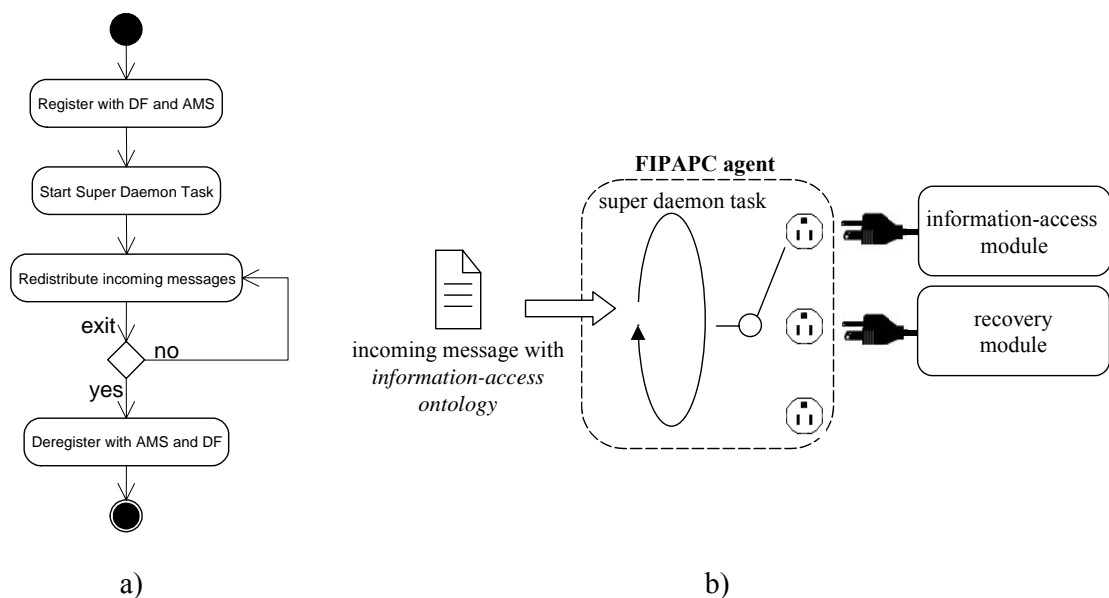 Register with DF and AMS
Start Super Daemon Task
Redistribute incoming messages
exit
no
yes
Deregister with AMS and DF
a)
FIPAPC agent
super daemon task
incoming message with
information-access
ontology
information-access
module
recovery
module
b)